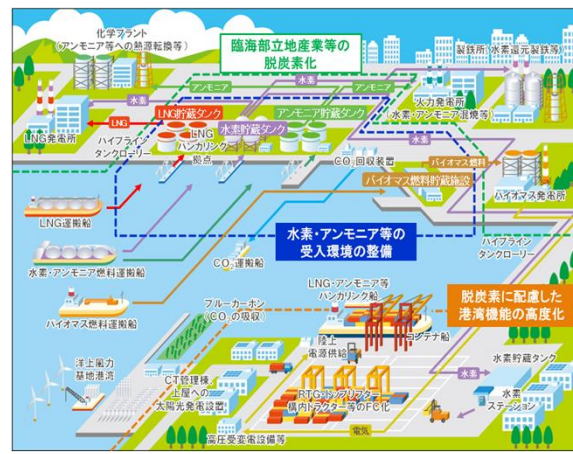 化学プラント
(アンモニア等への熱源転換等)
臨海部立地産業等の
脱炭素化
製鉄所(水素還元製鉄等)
アンモニア
アンモニア
水素
水素
LNG
LNG貯蔵タンク
アンモニア貯蔵タンク
水素貯蔵タンク
火力発電所
(水素・アンモニア混焼等)
LNG発電所
パイプライン
タンクローリー
LNG
バンカリング
拠点
水素
CO₂回収装置
バイオマス燃料
バイオマス燃料貯蔵施設
バイオマス発電所
LNG運搬船
水素・アンモニア等の
受入環境の整備
パイプライン
タンクローリー
水素・アンモニア燃料運搬船
CO₂運搬船
LNG・アンモニア等
バンカリング船
脱炭素に配慮した
港湾機能の高度化
バイオマス燃料運搬船
ブルーカーボン
(CO₂の吸収)
コンテナ船
陸上
電源供給
洋上風力
基地港湾
CT管理棟、
上屋への
太陽光発電設置
水素貯蔵タンク
水素
水素
ステーション
RTG・トップリフター
構内トラクター等のFC化
高圧受変電設備等
電気